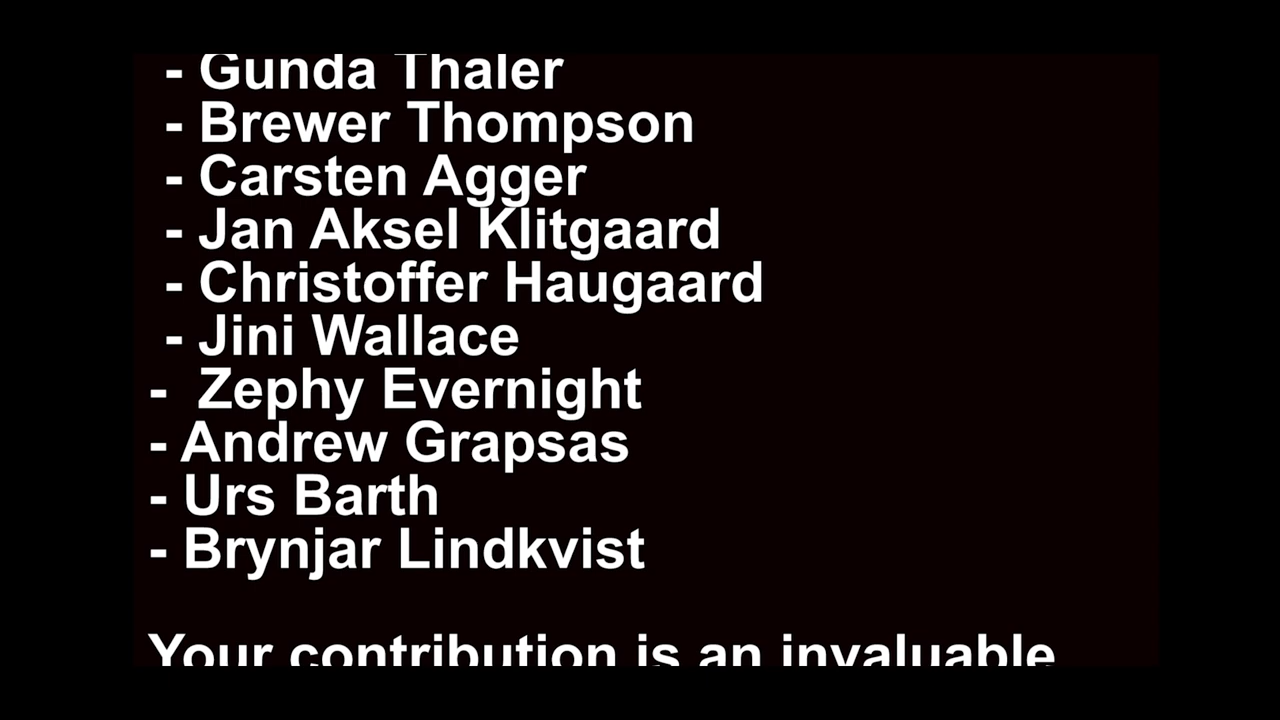 - Gunda Thaler
- Brewer Thompson
- Carsten Agger
- Jan Aksel Klitgaard
- Christoffer Haugaard
- Jini Wallace
-  Zephy Evernight
- Andrew Grapsas
- Urs Barth
- Brynjar Lindkvist
Your contribution is an invaluable